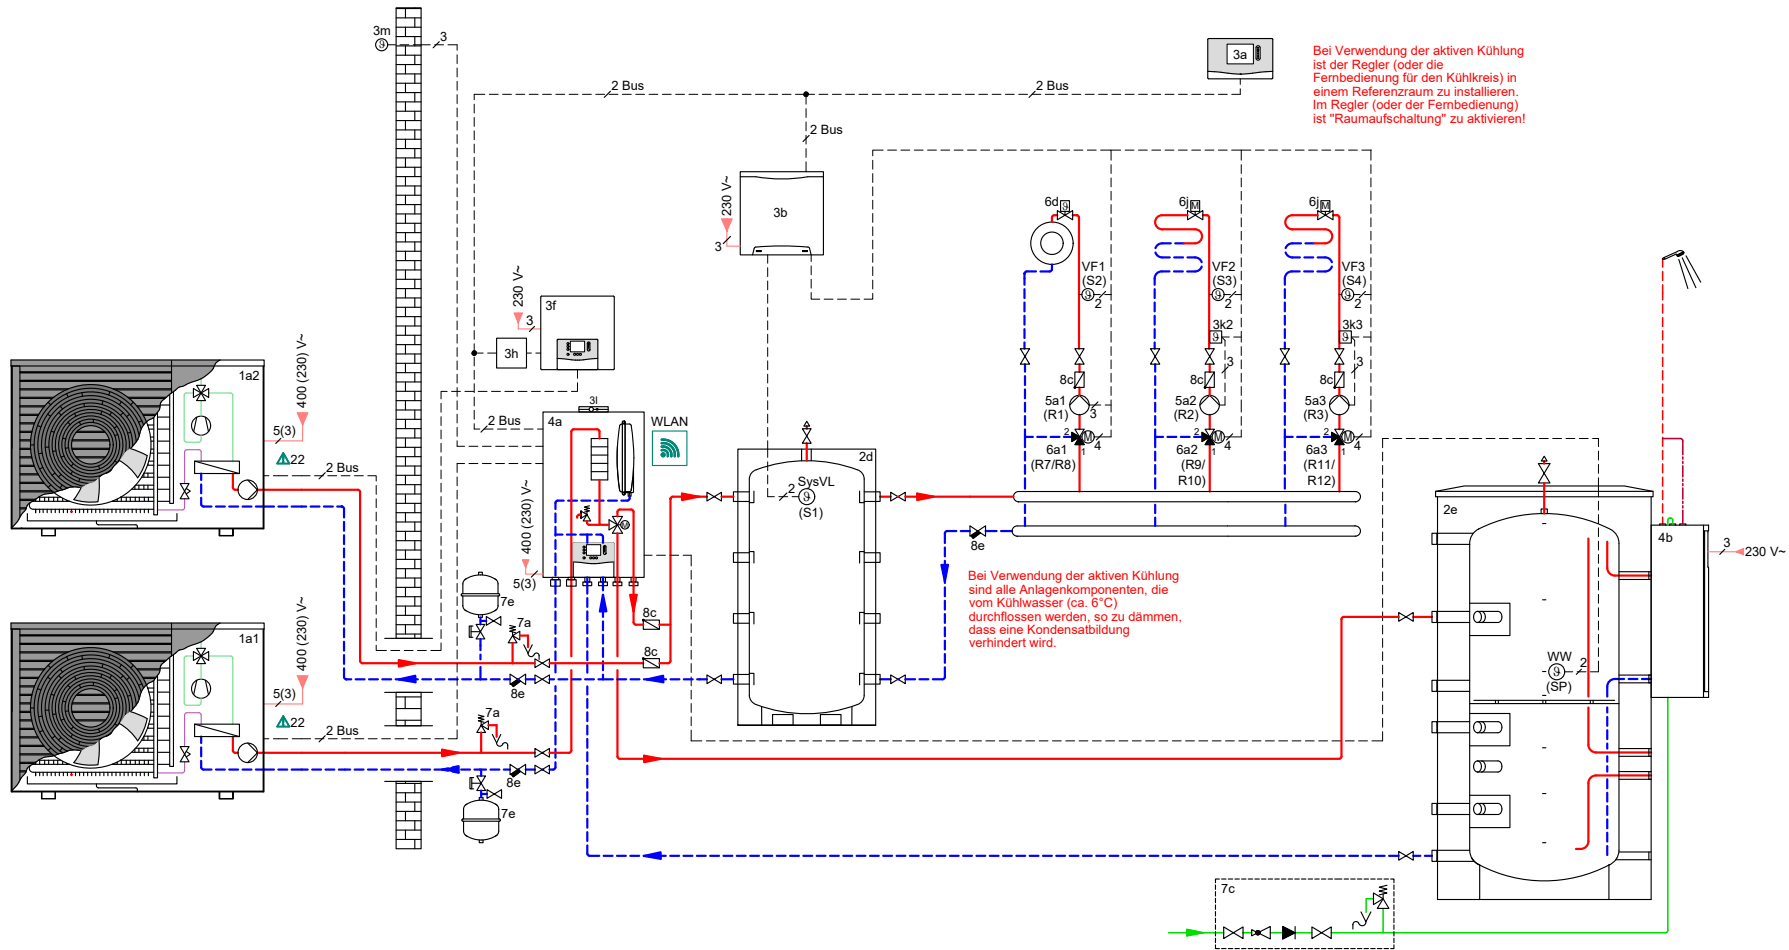 3m
3
3a
Bei Verwendung der aktiven Kühlung
ist der Regler (oder die
Fernbedienung für den Kühlkreis) in
einem Referenzraum zu installieren.
Im Regler (oder der Fernbedienung)
ist "Raumaufschaltung" zu aktivieren!
2 Bus
2 Bus
2 Bus
230 V~
3
3b
6d
6j
6j
VF1
(S2)
2
VF2
(S3)
2
VF3
(S4)
2
230 V~
3
3f
3h
3k2
3
3k3
3
8c
8c
8c
5a1
(R1)
3
5a2
(R2)
5a3
(R3)
2
M
4
1
2
M
4
1
2
M
4
1
6a1
(R7/R8)
6a2
(R9/
R10)
6a3
(R11/
R12)
1a2
400 (230) V~
5(3)
22
2 Bus
2 Bus
3l
4a
WLAN
400 (230) V~
5(3)
2d
SysVL
2
(S1)
8e
Bei Verwendung der aktiven Kühlung
sind alle Anlagenkomponenten, die
vom Kühlwasser (ca. 6°C)
durchflossen werden, so zu dämmen,
dass eine Kondensatbildung
verhindert wird.
2e
4b
3
230 V~
WW
2
(SP)
7e
7a
8c
8c
8e
1a1
400 (230) V~
5(3)
22
2 Bus
7a
8e
7e
7c